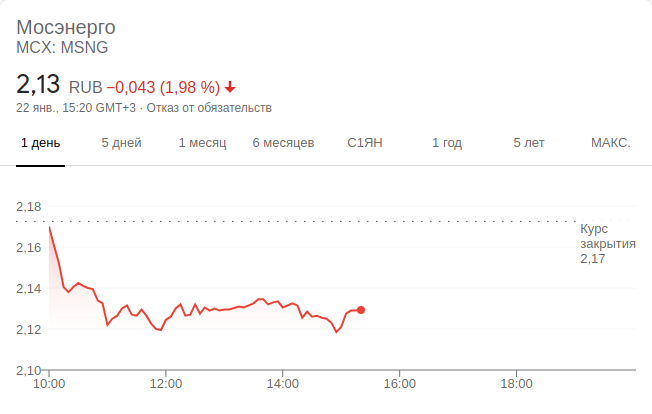 Мосэнерго
MCX: MSNG
2,13 RUB −0,043 (1,98 %)
22 янв., 15:20 GMT+3 · Отказ от обязательств
1 день 5 дней 1 месяц 6 месяцев С1ЯН 1 год 5 лет МАКС.
2,18
Курс
закрытия
2,17
2,16
2,14
2,12
2,10
10:00 12:00 14:00 16:00 18:00